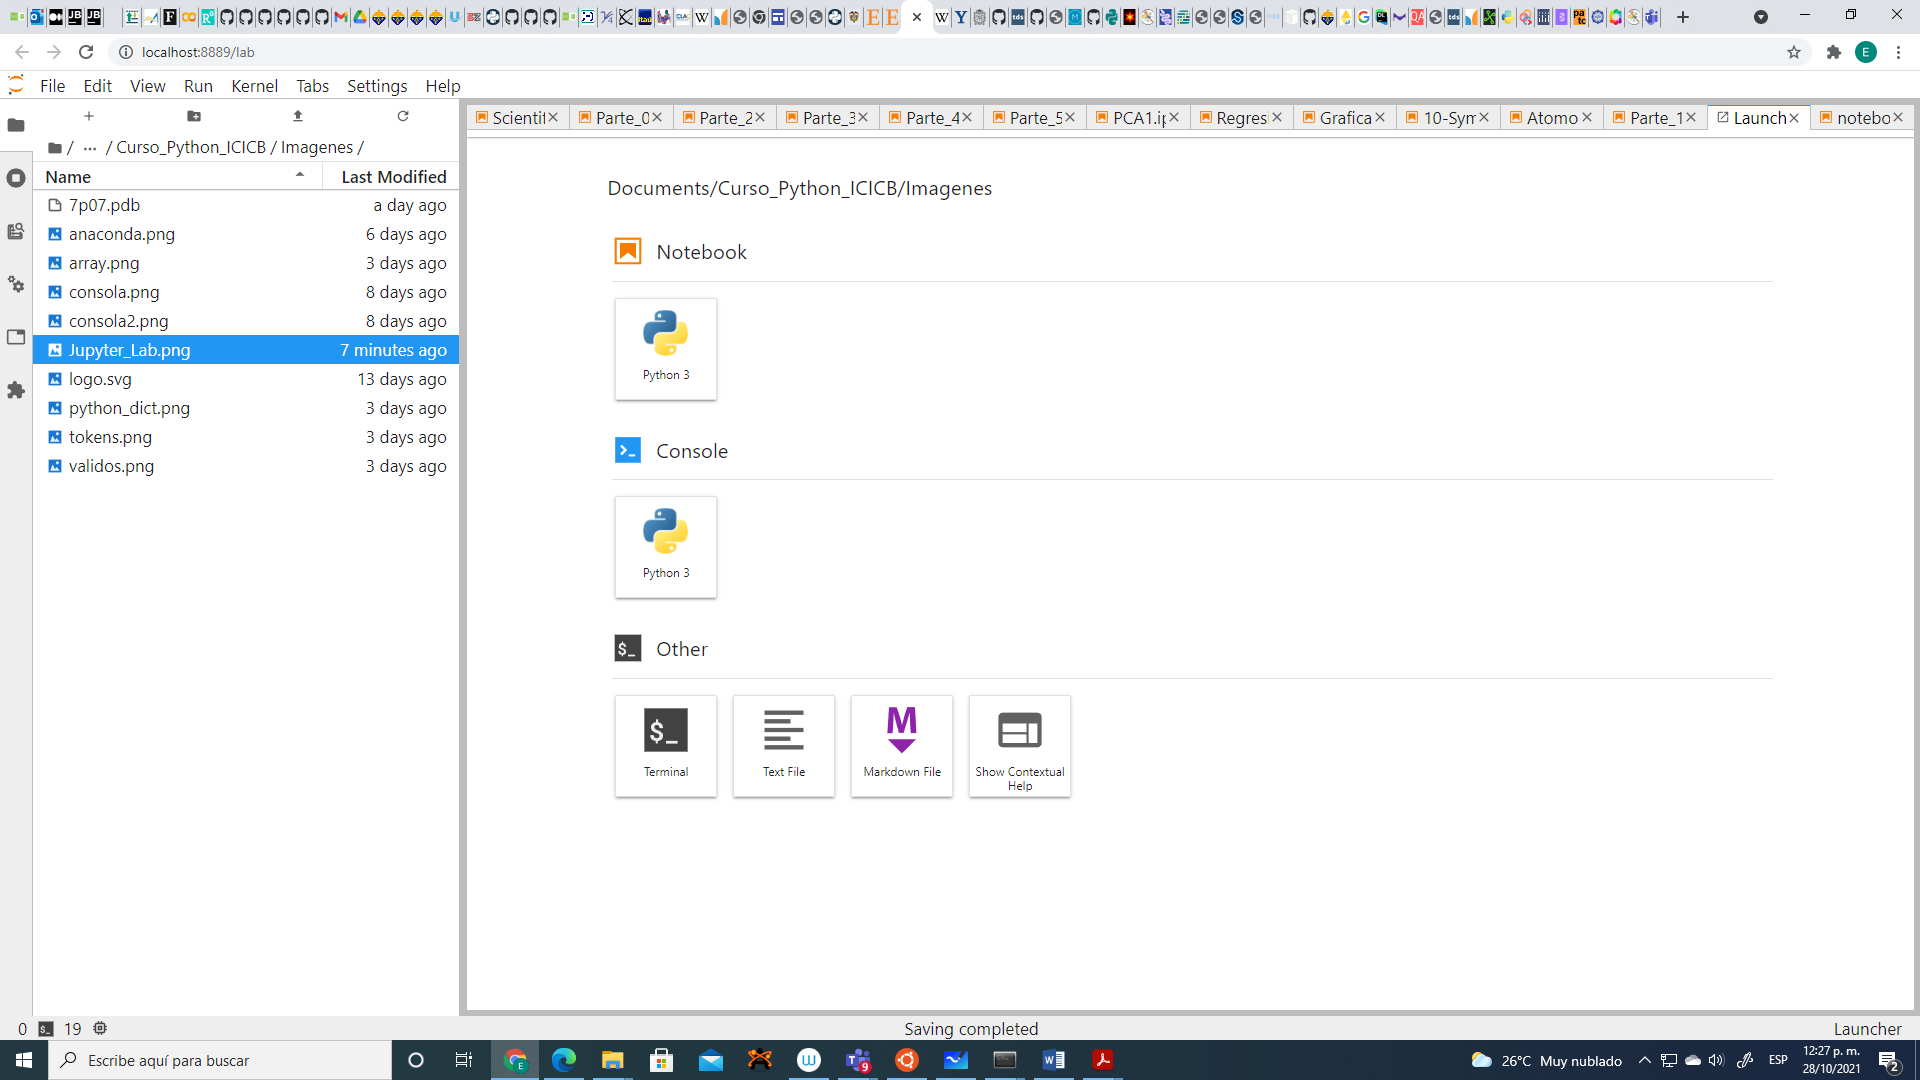 localhost:8889/lab
E
File Edit View Run Kernel Tabs Settings Help
Scientif Parte_0 Parte_2 Parte_3 Parte_4 Parte_5 PCA1.ip Regres Grafica 10-Sym Atomo Parte_1 Launch notebo
/ ... / Curso_Python_ICICB / Imagenes /
Name Last Modified
7p07.pdb a day ago
anaconda.png 6 days ago
array.png 3 days ago
consola.png 8 days ago
consola2.png 8 days ago
Jupyter_Lab.png 7 minutes ago
logo.svg 13 days ago
python_dict.png 3 days ago
tokens.png 3 days ago
validos.png 3 days ago
Documents/Curso_Python_ICICB/Imagenes
Notebook
Python 3
Console
Python 3
$_ Other
$_ M
Terminal Text File Markdown File Show Contextual
Help
0 $_ 19 Saving completed Launcher
Escribe aquí para buscar
26°C Muy nublado ESP
12:27 p. m.
28/10/2021
2